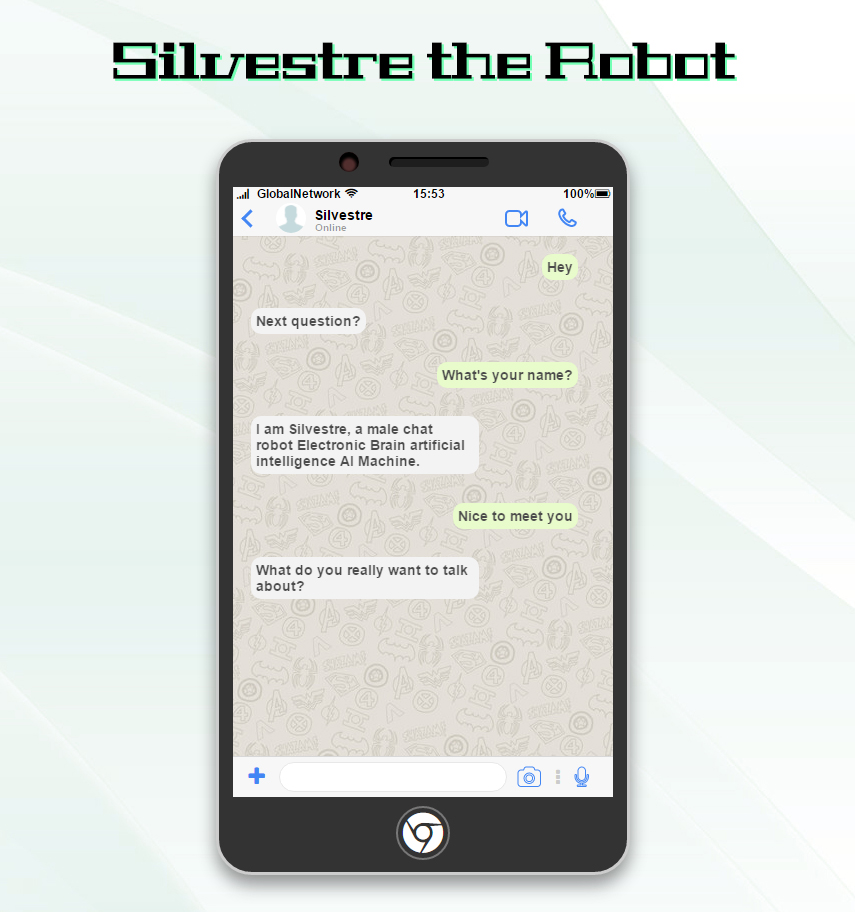 Silvestre the Robot
GlobalNetwork 15:53 100%
Silvestre
Online
Hey
Next question?
What's your name?
I am Silvestre, a male chat
robot Electronic Brain artificial
intelligence AI Machine.
Nice to meet you
What do you really want to talk
about?